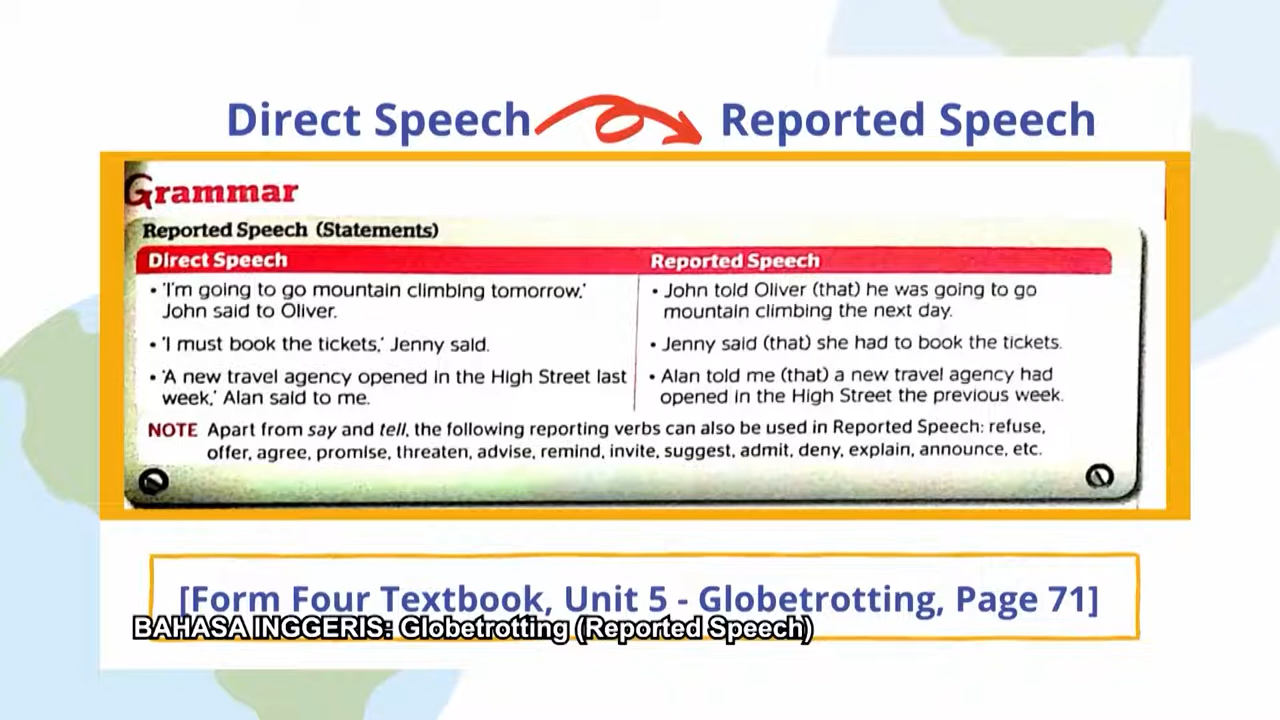 Direct Speech Reported Speech
Grammar
Reported Speech (Statements)
Direct Speech Reported Speech
• 'I'm going to go mountain climbing tomorrow.'
John said to Oliver.
• John told Oliver (that) he was going to go
mountain climbing the next day.
• 'I must book the tickets,' Jenny said.
• Jenny said (that) she had to book the tickets.
• 'A new travel agency opened in the High Street last
week,' Alan said to me.
• Alan told me (that) a new travel agency had
opened in the High Street the previous week.
NOTE Apart from say and tell, the following reporting verbs can also be used in Reported Speech: refuse,
offer, agree, promise, threaten, advise, remind, invite, suggest, admit, deny, explain, announce, etc.
[Form Four Textbook, Unit 5 - Globetrotting, Page 71]
BAHASA INGGERIS: Globetrotting (Reported Speech)